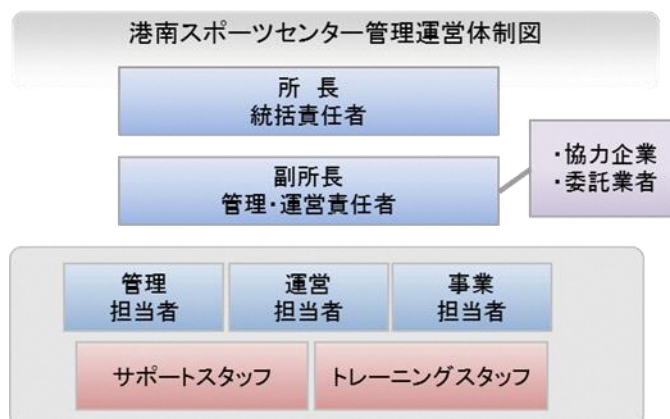 港南スポーツセンター管理運営体制図
所 長
統括責任者
副所長
管理・運営責任者
・協力企業
・委託業者
管理
担当者
運営
担当者
事業
担当者
サポートスタッフ
トレーニングスタッフ